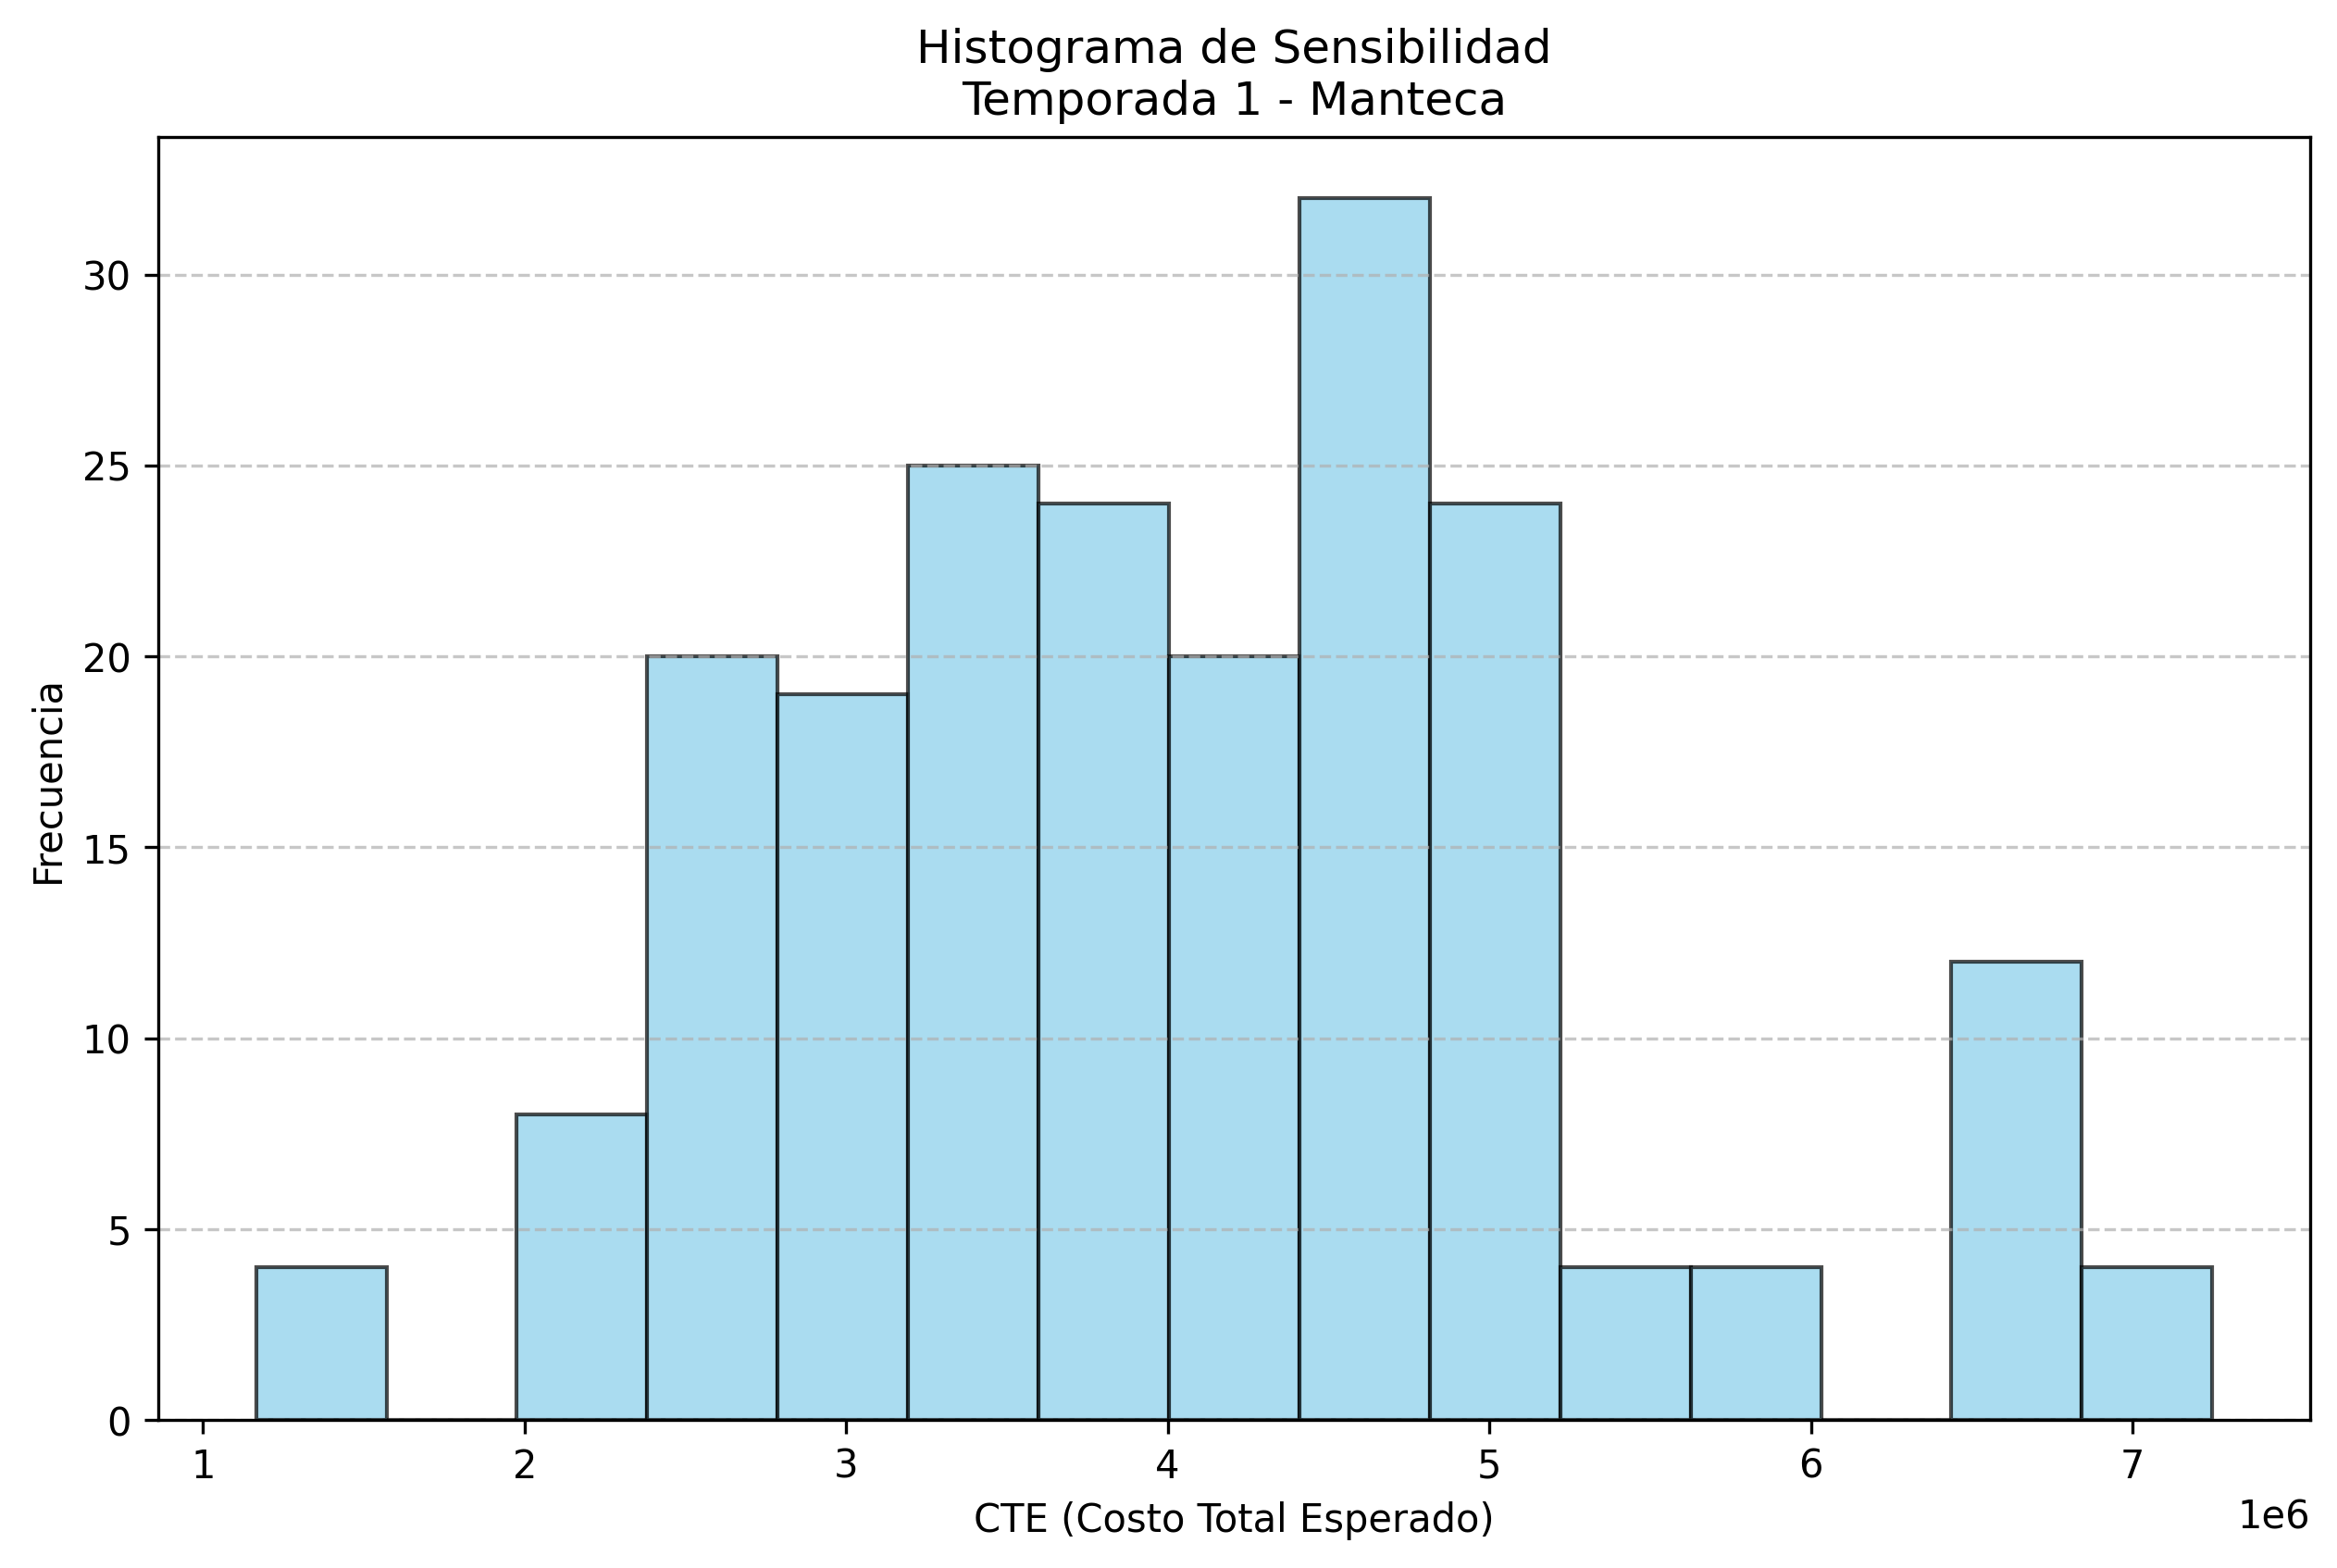 Histograma de Sensibilidad
Temporada 1 - Manteca
Frecuencia
30
25
20
15
10
5
0
1 2 3 4 5 6 7
CTE (Costo Total Esperado)
1e6